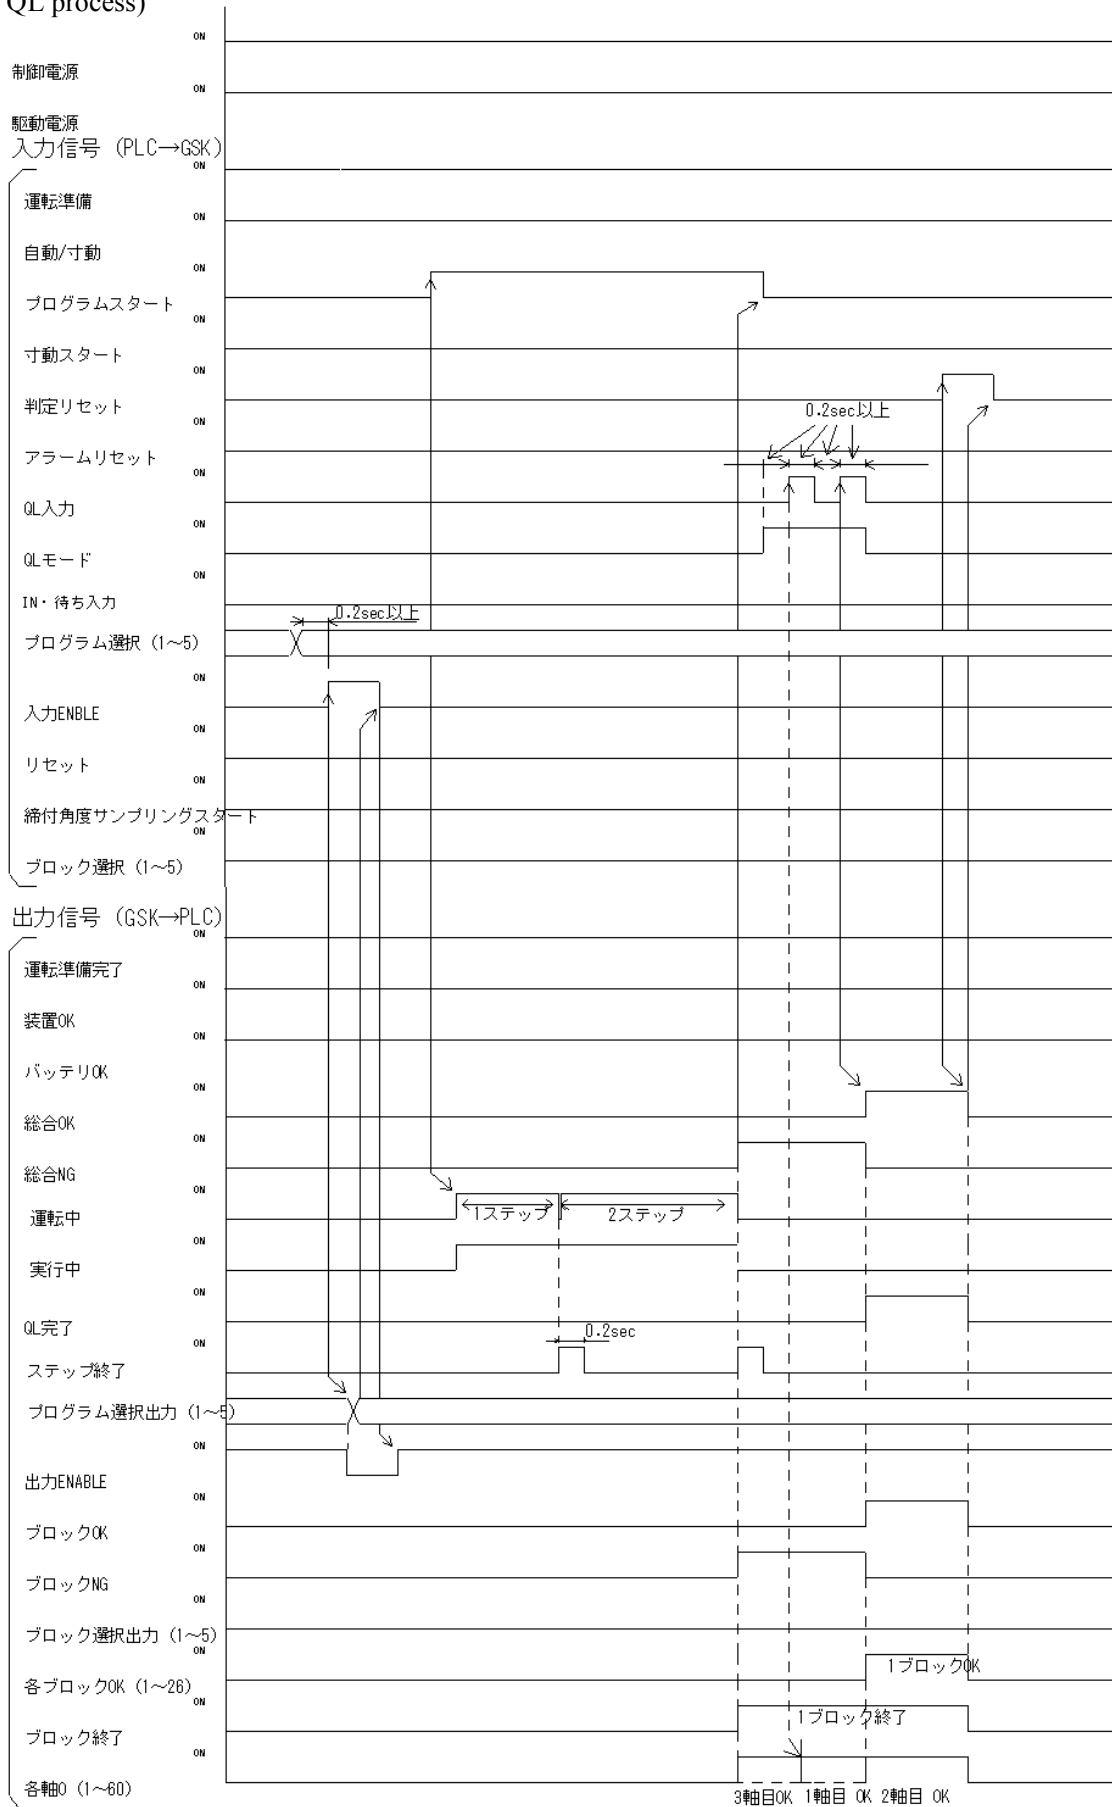 QL process)
ON
制御電源
ON
駆動電源
入力信号 (PLC→GSK)
ON
運転準備
ON
自動/寸動
ON
プログラムスタート
ON
寸動スタート
ON
判定リセット
0.2sec以上
ON
アラームリセット
ON
QL入力
ON
QLモード
ON
IN・待ち入力
0.2sec以上
プログラム選択 (1～5)
ON
入力ENBLE
ON
リセット
ON
締付角度サンプリングスタート
ON
ブロック選択 (1～5)
出力信号 (GSK→PLC)
ON
運転準備完了
ON
装置OK
ON
バッテリOK
ON
総合OK
ON
総合NG
ON
運転中 1ステップ 2ステップ
ON
実行中
ON
QL完了
0.2sec
ON
ステップ終了
プログラム選択出力 (1～5)
ON
出力ENABLE
ON
ブロックOK
ON
ブロックNG
ON
ブロック選択出力 (1～5)
ON
各ブロックOK (1～26) 1ブロックOK
ON
ブロック終了 1ブロック終了
ON
各軸O (1～60)
3軸目OK 1軸目 OK 2軸目 OK